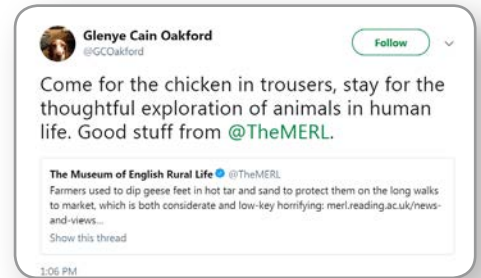 Glenye Cain Oakford
@GCOakford
Follow
Come for the chicken in trousers, stay for the
thoughtful exploration of animals in human
life. Good stuff from @TheMERL.
The Museum of English Rural Life @TheMERL
Farmers used to dip geese feet in hot tar and sand to protect them on the long walks
to market, which is both considerate and low-key horrifying: merl.reading.ac.uk/news-
and-views...
Show this thread
1:06 PM